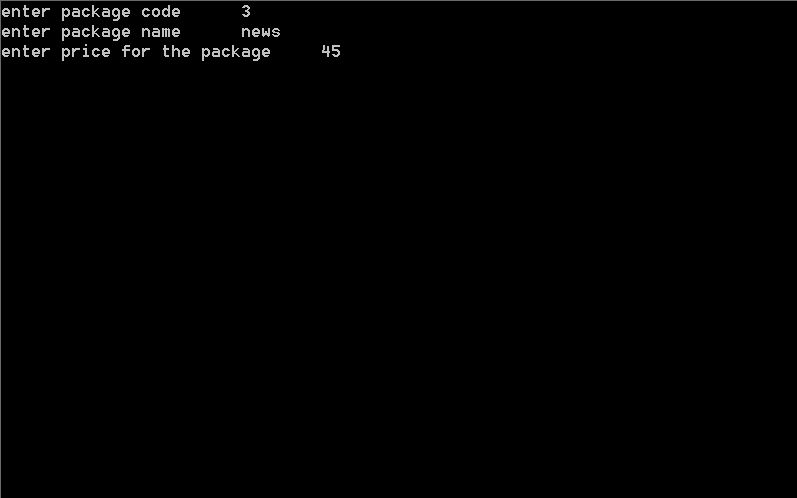 enter package code      3
enter package name      news
enter price for the package     45